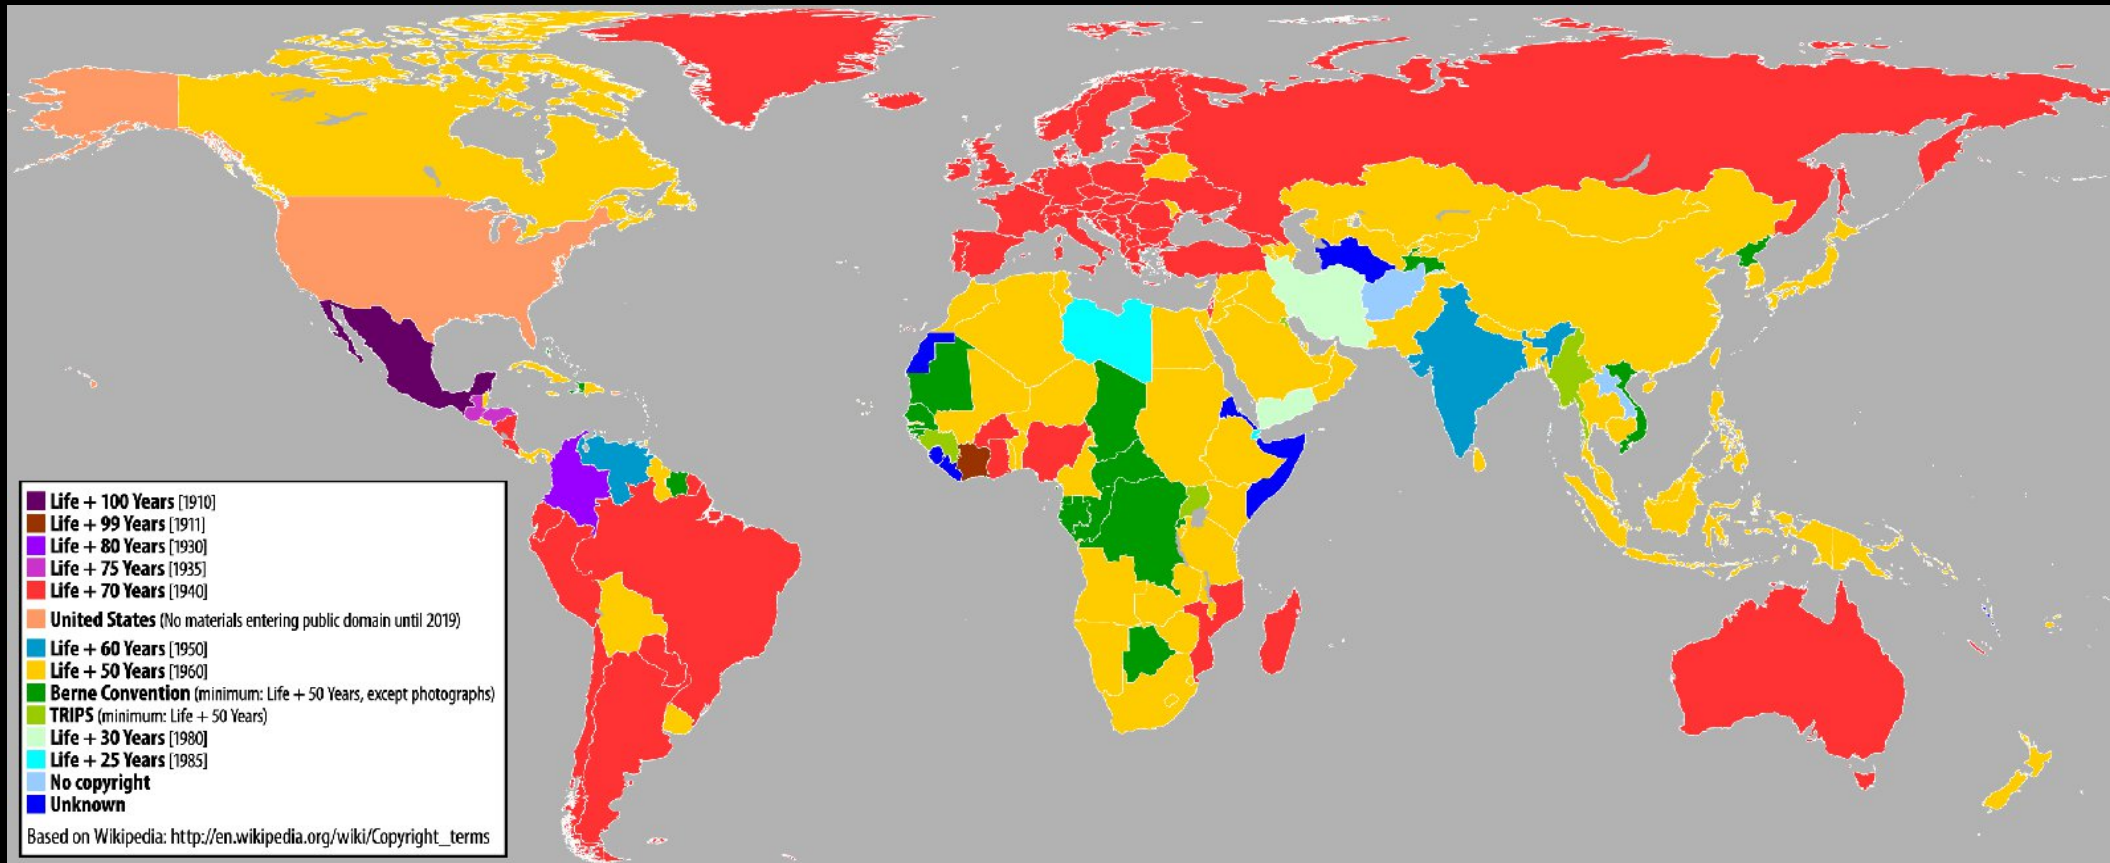 Life + 100 Years [1910]
Life + 99 Years [1911]
Life + 80 Years [1930]
Life + 75 Years [1935]
Life + 70 Years [1940]
United States (No materials entering public domain until 2019)
Life + 60 Years [1950]
Life + 50 Years [1960]
Berne Convention (minimum: Life + 50 Years, except photographs)
TRIPS (minimum: Life + 50 Years)
Life + 30 Years [1980]
Life + 25 Years [1985]
No copyright
Unknown
Based on Wikipedia: http://en.wikipedia.org/wiki/Copyright_terms